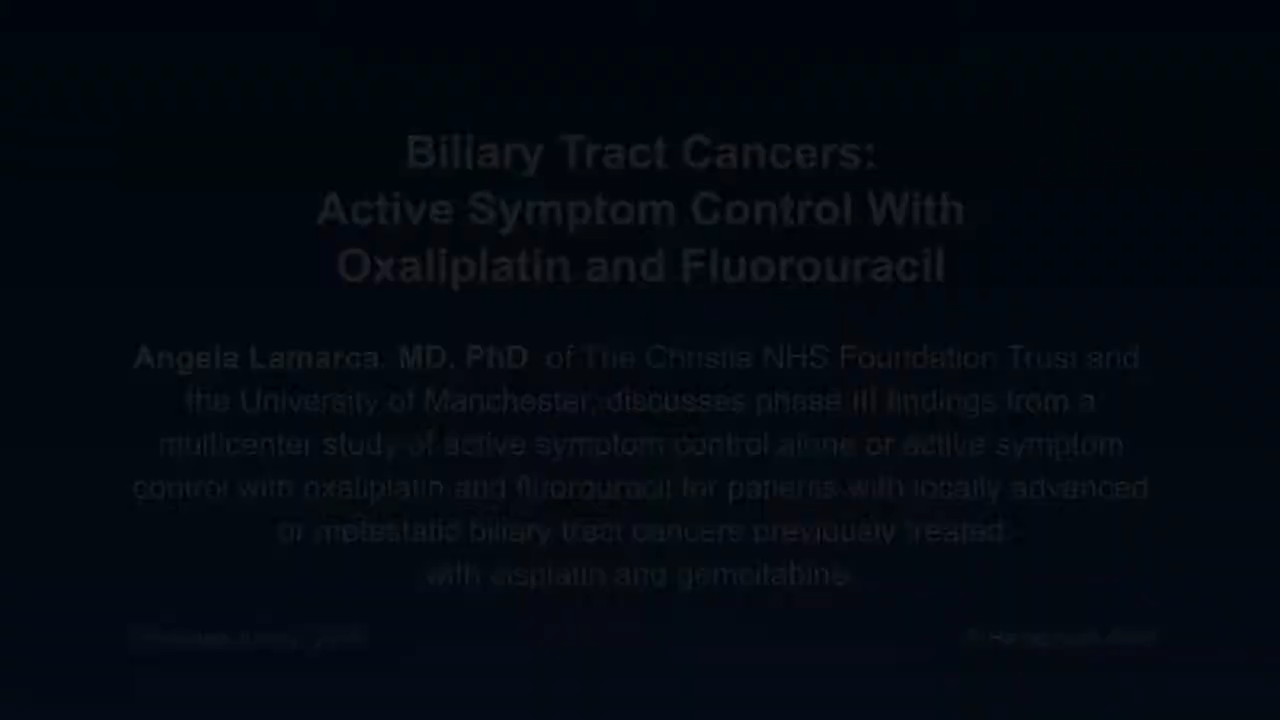 Biliary Tract Cancers:
Active Symptom Control With
Oxaliplatin and Fluorouracil
Angela Lamarca, MD, PhD, of The Christie NHS Foundation Trust and
the University of Manchester, discusses phase III findings from a
multicenter study of active symptom control alone or active symptom
control with oxaliplatin and fluorouracil for patients with locally advanced
or metastatic biliary tract cancers previously treated
with cisplatin and gemcitabine.